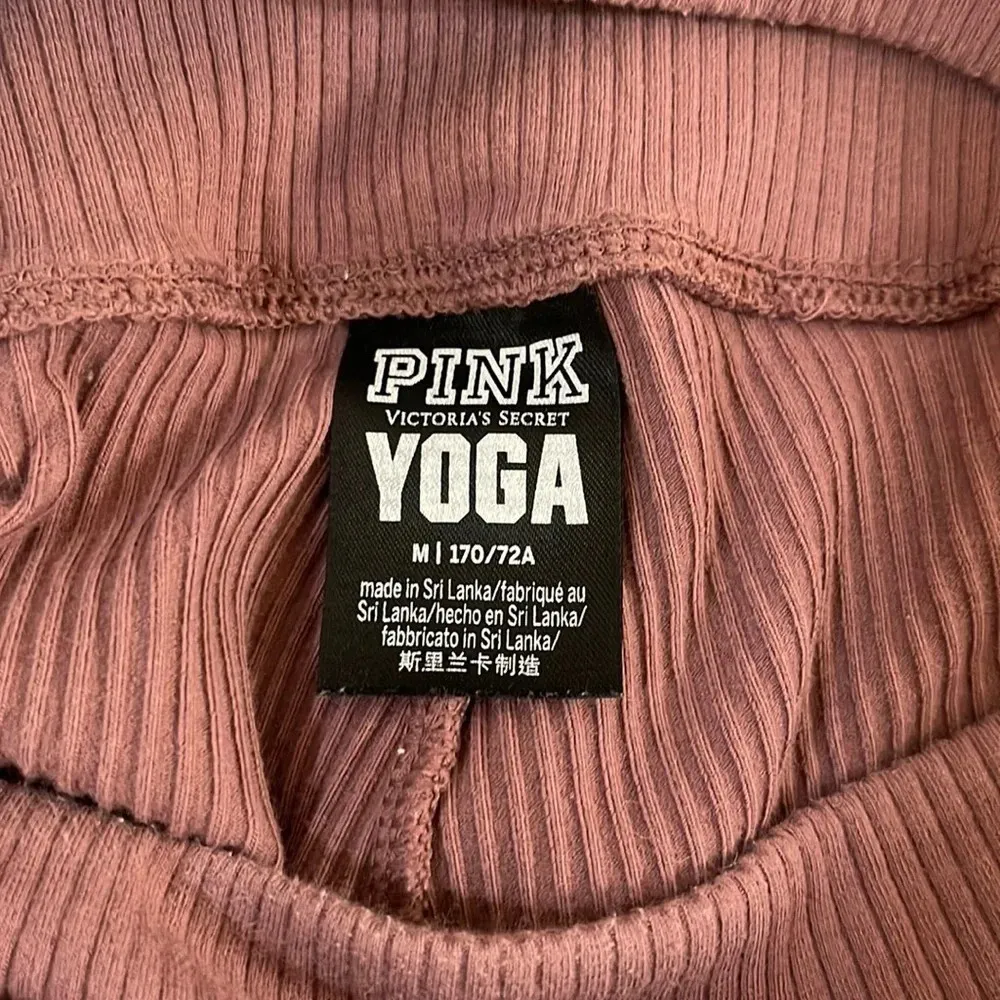 PINK
VICTORIA'S SECRET
YOGA
M | 170/72A
made in Sri Lanka/fabriqué au
Sri Lanka/hecho en Sri Lanka/
fabbricato in Sri Lanka/
斯里兰卡制造